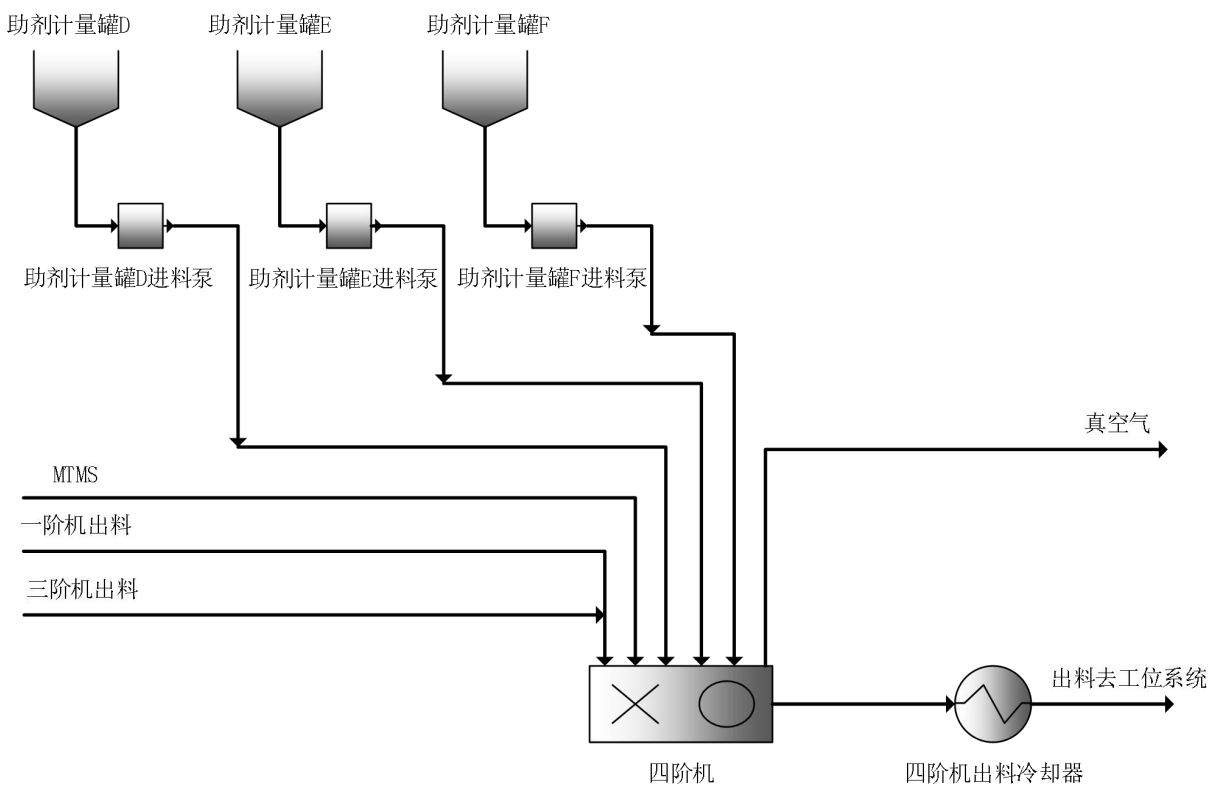 助剂计量罐D
助剂计量罐E
助剂计量罐F
助剂计量罐D进料泵
助剂计量罐E进料泵
助剂计量罐F进料泵
真空气
MTMS
一阶机出料
三阶机出料
出料去工位系统
四阶机
四阶机出料冷却器